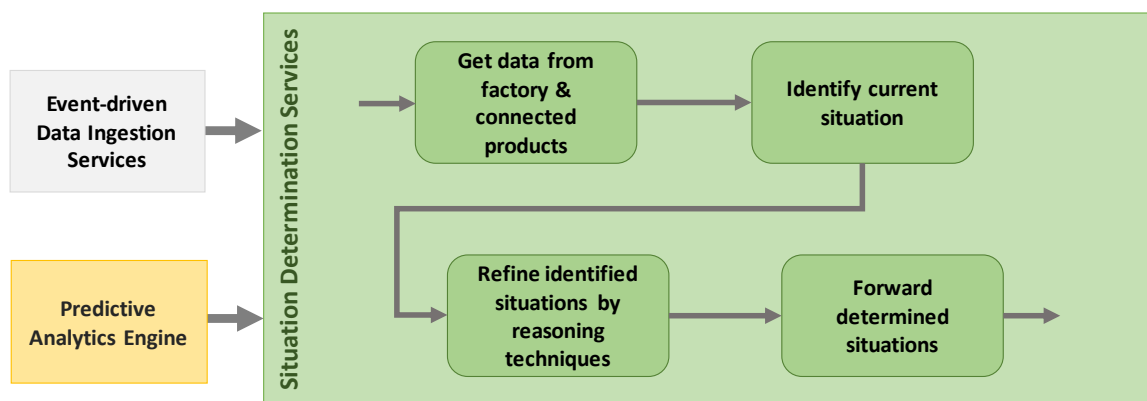 Event-driven
Data Ingestion
Services
Predictive
Analytics Engine
Situation Determination Services
Get data from
factory &
connected
products
Identify current
situation
Refine identified
situations by
reasoning
techniques
Forward
determined
situations